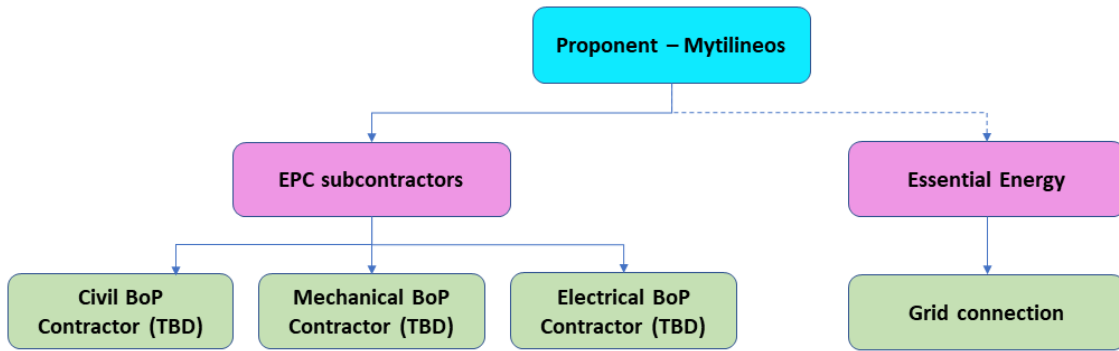 Proponent – Mytilineos
EPC subcontractors
Essential Energy
Civil BoP
Contractor (TBD)
Mechanical BoP
Contractor (TBD)
Electrical BoP
Contractor (TBD)
Grid connection